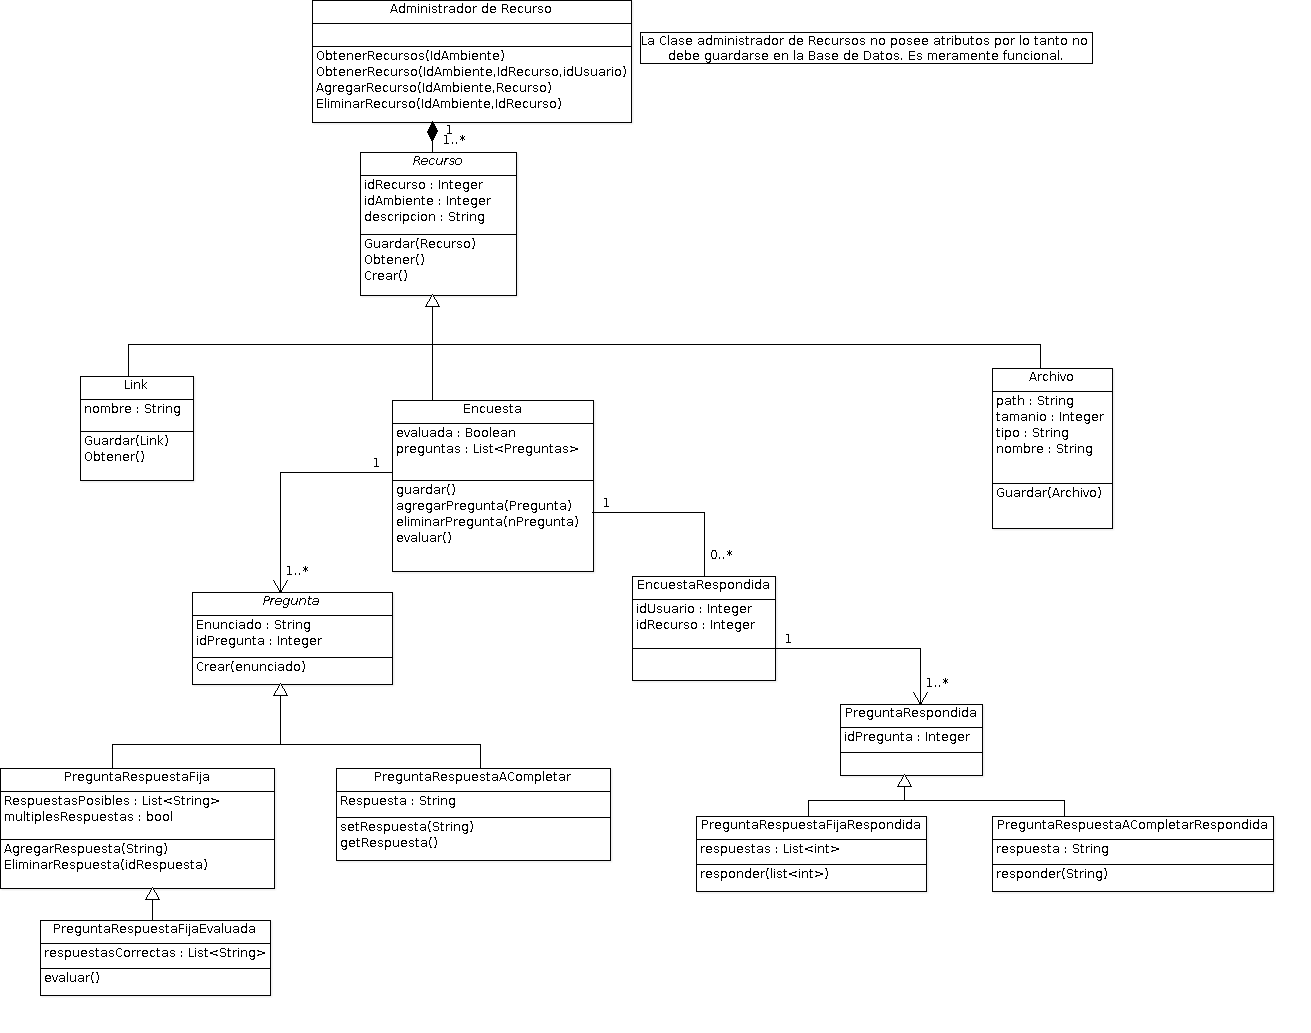 Administrador de Recurso
ObtenerRecursos(IdAmbiente)
ObtenerRecurso(IdAmbiente,IdRecurso,idUsuario)
AgregarRecurso(IdAmbiente,Recurso)
EliminarRecurso(IdAmbiente,IdRecurso)
La Clase administrador de Recursos no posee atributos por lo tanto no
debe guardarse en la Base de Datos. Es meramente funcional.
1
1..*
Recurso
idRecurso : Integer
idAmbiente : Integer
descripcion : String
Guardar(Recurso)
Obtener()
Crear()
Link
nombre : String
Guardar(Link)
Obtener()
Encuesta
evaluada : Boolean
preguntas : List<Preguntas>
guardar()
agregarPregunta(Pregunta)
eliminarPregunta(nPregunta)
evaluar()
Archivo
path : String
tamanio : Integer
tipo : String
nombre : String
Guardar(Archivo)
1
1..*
1
0..*
Pregunta
Enunciado : String
idPregunta : Integer
Crear(enunciado)
EncuestaRespondida
idUsuario : Integer
idRecurso : Integer
1
1..*
PreguntaRespondida
idPregunta : Integer
PreguntaRespuestaFija
RespuestasPosibles : List<String>
multiplesRespuestas : bool
AgregarRespuesta(String)
EliminarRespuesta(idRespuesta)
PreguntaRespuestaACompletar
Respuesta : String
setRespuesta(String)
getRespuesta()
PreguntaRespuestaFijaRespondida
respuestas : List<int>
responder(list<int>)
PreguntaRespuestaACompletarRespondida
respuesta : String
responder(String)
PreguntaRespuestaFijaEvaluada
respuestasCorrectas : List<String>
evaluar()